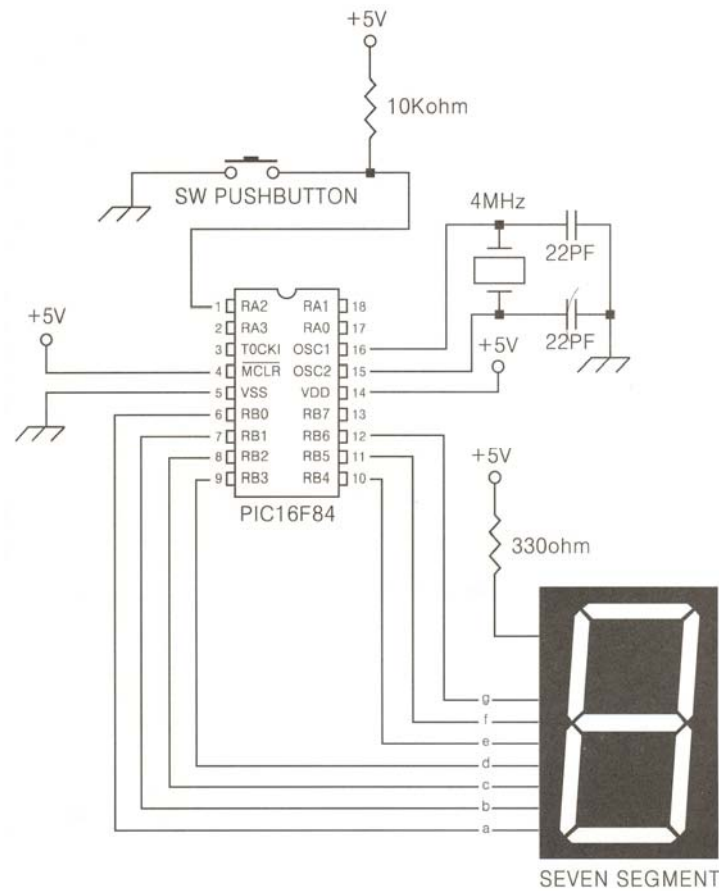 +5V
10Kohm
SW PUSHBUTTON
4MHz
22PF
22PF
+5V
+5V
1 RA2 RA1 18
2 RA3 RA0 17
3 T0CKI OSC1 16
4 MCLR OSC2 15
5 VSS VDD 14
6 RB0 RB7 13
7 RB1 RB6 12
8 RB2 RB5 11
9 RB3 RB4 10
PIC16F84
+5V
330ohm
g
f
e
d
c
b
a
SEVEN SEGMENT